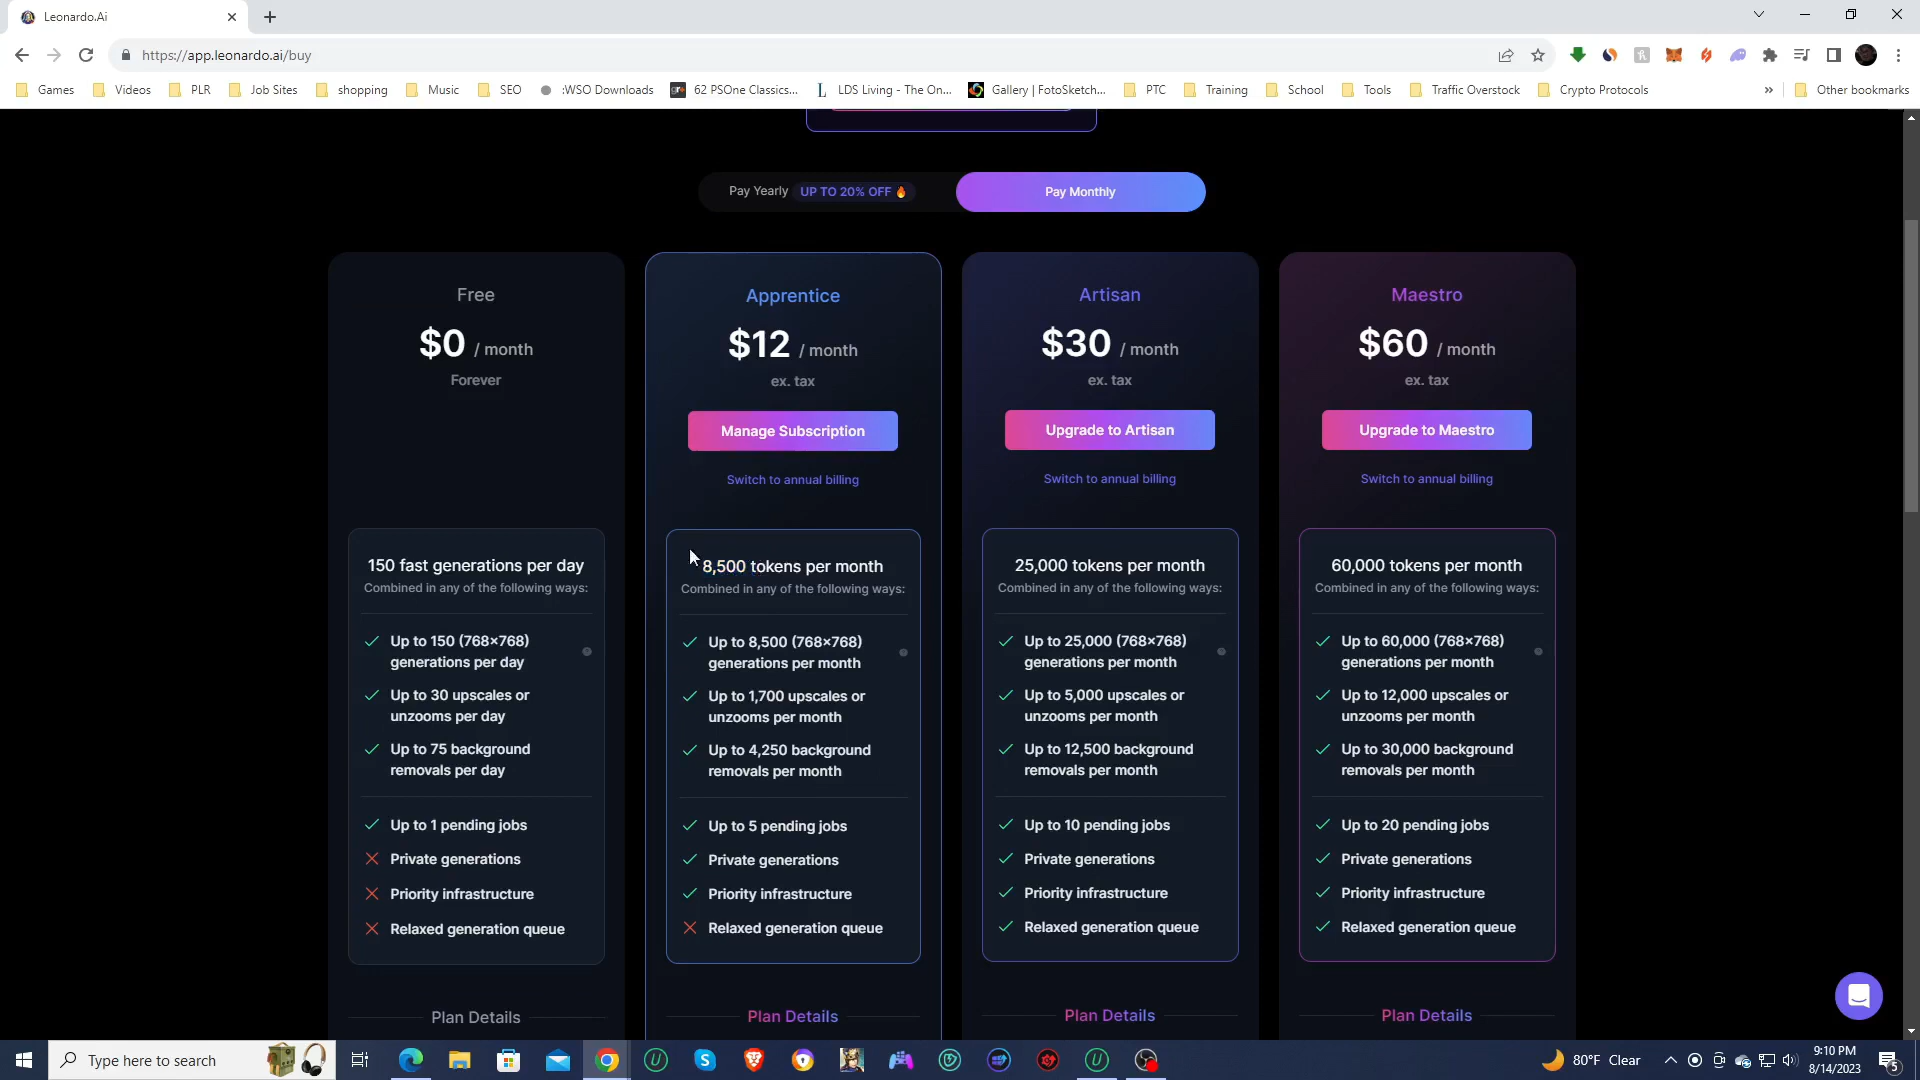 Leonardo.Ai
https://app.leonardo.ai/buy
Games
Videos
PLR
Job Sites
shopping
Music
SEO
:WSO Downloads
62 PSOne Classics...
LDS Living - The On...
Gallery | FotoSketch...
PTC
Training
School
Tools
Traffic Overstock
Crypto Protocols
»
Other bookmarks
Pay Yearly UP TO 20% OFF 🔥
Pay Monthly
Free
$0 / month
Forever
150 fast generations per day
Combined in any of the following ways:
Up to 150 (768×768)
generations per day
Up to 30 upscales or
unzooms per day
Up to 75 background
removals per day
Up to 1 pending jobs
Private generations
Priority infrastructure
Relaxed generation queue
Plan Details
Apprentice
$12 / month
ex. tax
Manage Subscription
Switch to annual billing
8,500 tokens per month
Combined in any of the following ways:
Up to 8,500 (768×768)
generations per month
Up to 1,700 upscales or
unzooms per month
Up to 4,250 background
removals per month
Up to 5 pending jobs
Private generations
Priority infrastructure
Relaxed generation queue
Plan Details
Artisan
$30 / month
ex. tax
Upgrade to Artisan
Switch to annual billing
25,000 tokens per month
Combined in any of the following ways:
Up to 25,000 (768×768)
generations per month
Up to 5,000 upscales or
unzooms per month
Up to 12,500 background
removals per month
Up to 10 pending jobs
Private generations
Priority infrastructure
Relaxed generation queue
Plan Details
Maestro
$60 / month
ex. tax
Upgrade to Maestro
Switch to annual billing
60,000 tokens per month
Combined in any of the following ways:
Up to 60,000 (768×768)
generations per month
Up to 12,000 upscales or
unzooms per month
Up to 30,000 background
removals per month
Up to 20 pending jobs
Private generations
Priority infrastructure
Relaxed generation queue
Plan Details
Type here to search
80°F Clear
9:10 PM
8/14/2023
5